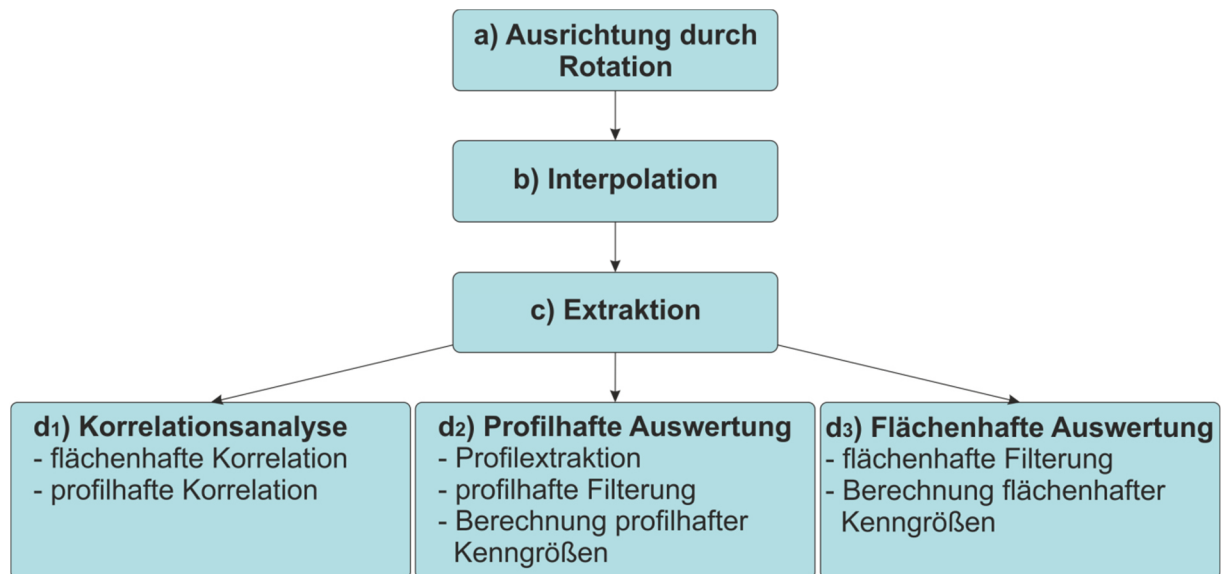 a) Ausrichtung durch
Rotation
b) Interpolation
c) Extraktion
d1) Korrelationsanalyse
- flächenhafte Korrelation
- profilhafte Korrelation
d2) Profilhafte Auswertung
- Profilextraktion
- profilhafte Filterung
- Berechnung profilhafter
Kenngrößen
d3) Flächenhafte Auswertung
- flächenhafte Filterung
- Berechnung flächenhafter
Kenngrößen